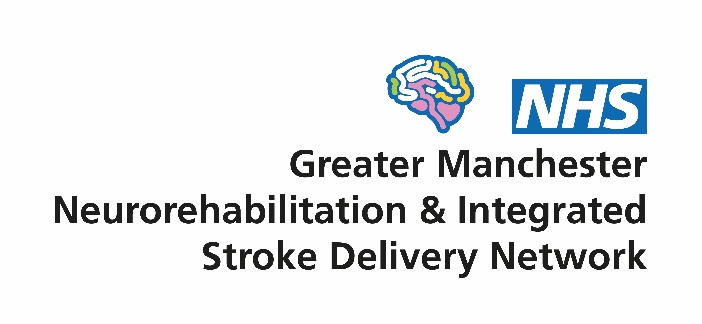 NHS
Greater Manchester
Neurorehabilitation & Integrated
Stroke Delivery Network